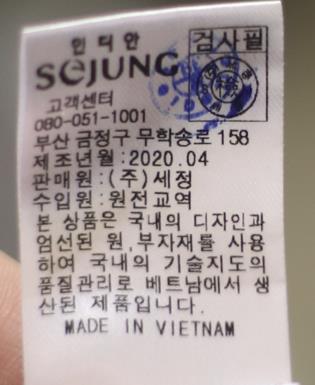 인디안
SEJUNG
검사필
고객센터
080-051-1001
부산 금정구 무학송로 158
제조년월:2020.04
판매원:(주)세정
수입원:원전교역
본 상품은 국내의 디자인과
엄선된 원,부자재를 사용
하여 국내의 기술지도의
품질관리로 베트남에서 생
산된 제품입니다.
MADE IN VIETNAM